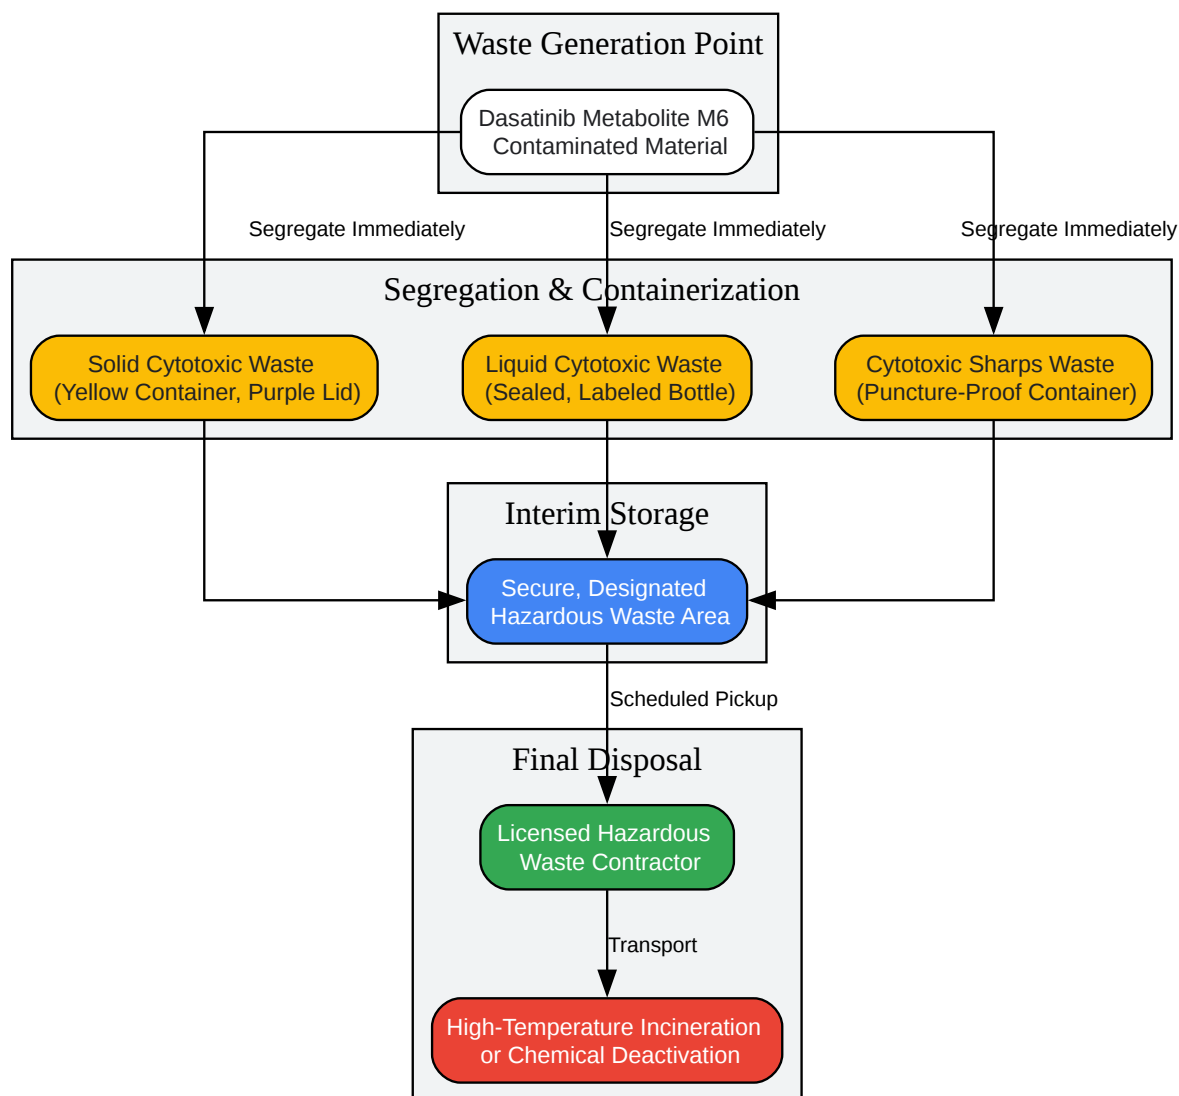 Waste Generation Point
Dasatinib Metabolite M6
Contaminated Material
Segregate Immediately
Segregate Immediately
Segregate Immediately
Segregation & Containerization
Solid Cytotoxic Waste
(Yellow Container, Purple Lid)
Liquid Cytotoxic Waste
(Sealed, Labeled Bottle)
Cytotoxic Sharps Waste
(Puncture-Proof Container)
Interim Storage
Secure, Designated
Hazardous Waste Area
Scheduled Pickup
Final Disposal
Licensed Hazardous
Waste Contractor
Transport
High-Temperature Incineration
or Chemical Deactivation